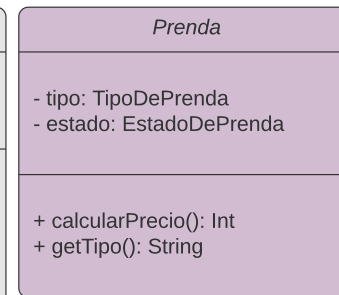 Prenda
- tipo: TipoDePrenda
- estado: EstadoDePrenda
+ calcularPrecio(): Int
+ getTipo(): String